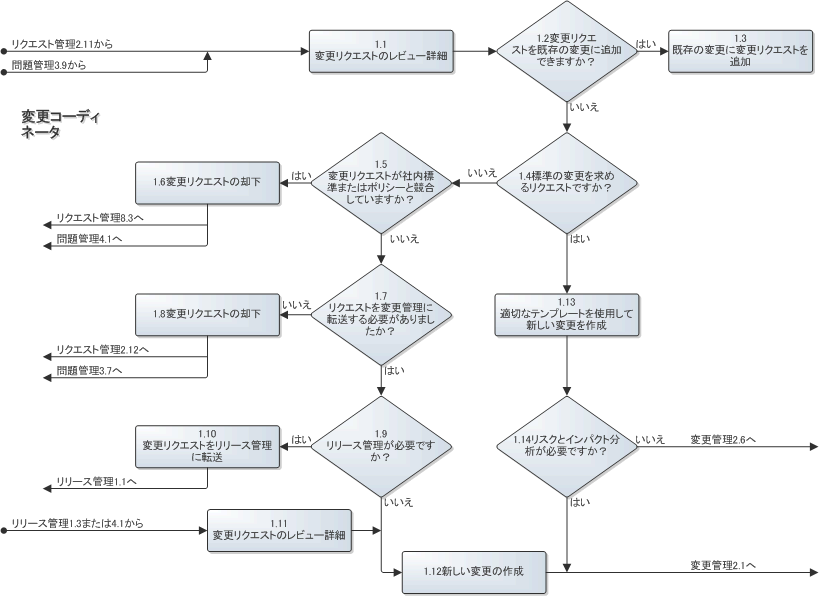 リクエスト管理2.11から
問題管理3.9から
1.1
変更リクエストのレビュー詳細
1.2変更リクエ
ストを既存の変更に追加
できますか？
はい
1.3
既存の変更に変更リクエストを
追加
いいえ
変更コーディ
ネータ
1.4標準の変更を求め
るリクエストですか？
いいえ
はい
1.5
変更リクエストが社内標
準またはポリシーと競合
していますか？
はい
1.6変更リクエストの却下
リクエスト管理8.3へ
問題管理4.1へ
いいえ
1.7
リクエストを変更管理に
転送する必要がありまし
たか？
いいえ
1.8変更リクエストの却下
リクエスト管理2.12へ
問題管理3.7へ
はい
1.13
適切なテンプレートを使用して
新しい変更を作成
1.9
リリース管理が必要です
か？
はい
1.10
変更リクエストをリリース管理
に転送
リリース管理1.1へ
いいえ
1.14リスクとインパクト分
析が必要ですか？
いいえ
変更管理2.6へ
はい
リリース管理1.3または4.1から
1.11
変更リクエストのレビュー詳細
1.12新しい変更の作成
変更管理2.1へ